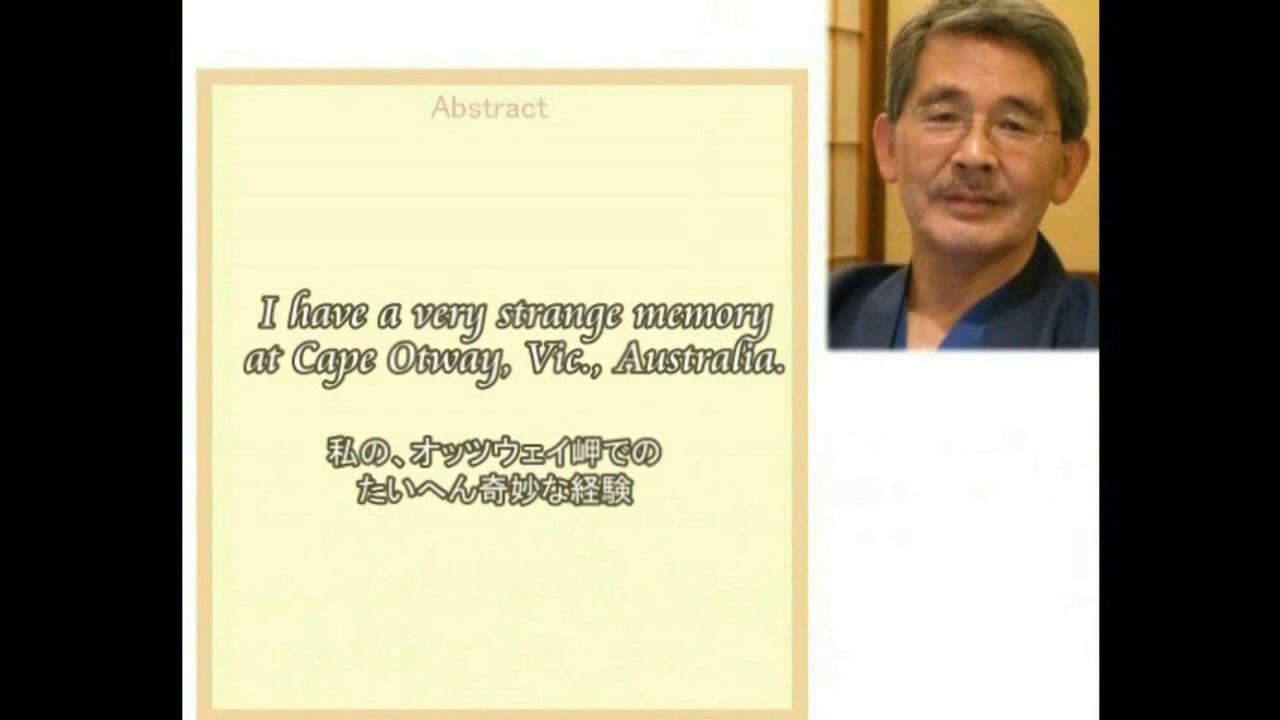 Abstract
I have a very strange memory
at Cape Otway, Vic., Australia.
私の、オッツウェイ岬での
たいへん奇妙な経験